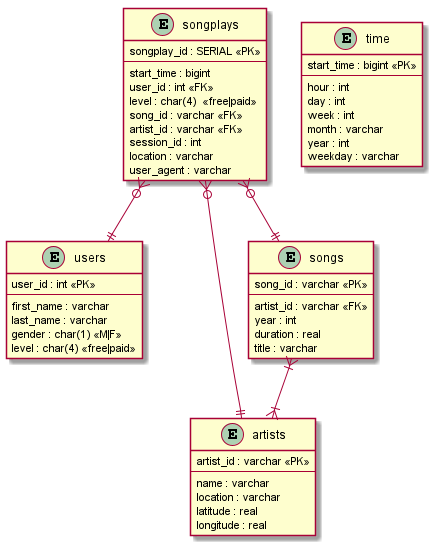 E songplays
songplay_id : SERIAL «PK»
start_time : bigint
user_id : int «FK»
level : char(4)  «free|paid»
song_id : varchar «FK»
artist_id : varchar «FK»
session_id : int
location : varchar
user_agent : varchar
E time
start_time : bigint «PK»
hour : int
day : int
week : int
month : varchar
year : int
weekday : varchar
E users
user_id : int «PK»
first_name : varchar
last_name : varchar
gender : char(1) «M|F»
level : char(4) «free|paid»
E songs
song_id : varchar «PK»
artist_id : varchar «FK»
year : int
duration : real
title : varchar
E artists
artist_id : varchar «PK»
name : varchar
location : varchar
latitude : real
longitude : real